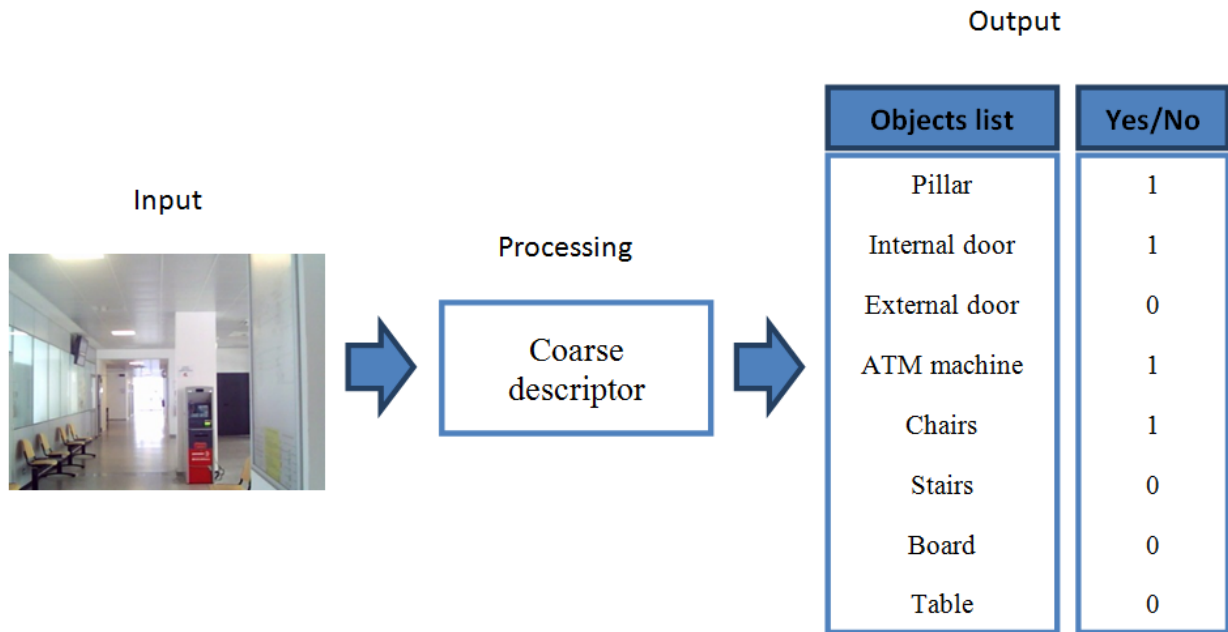 Output
Objects list Yes/No
Pillar 1
Internal door 1
External door 0
ATM machine 1
Chairs 1
Stairs 0
Board 0
Table 0
Input
Processing
Coarse
descriptor